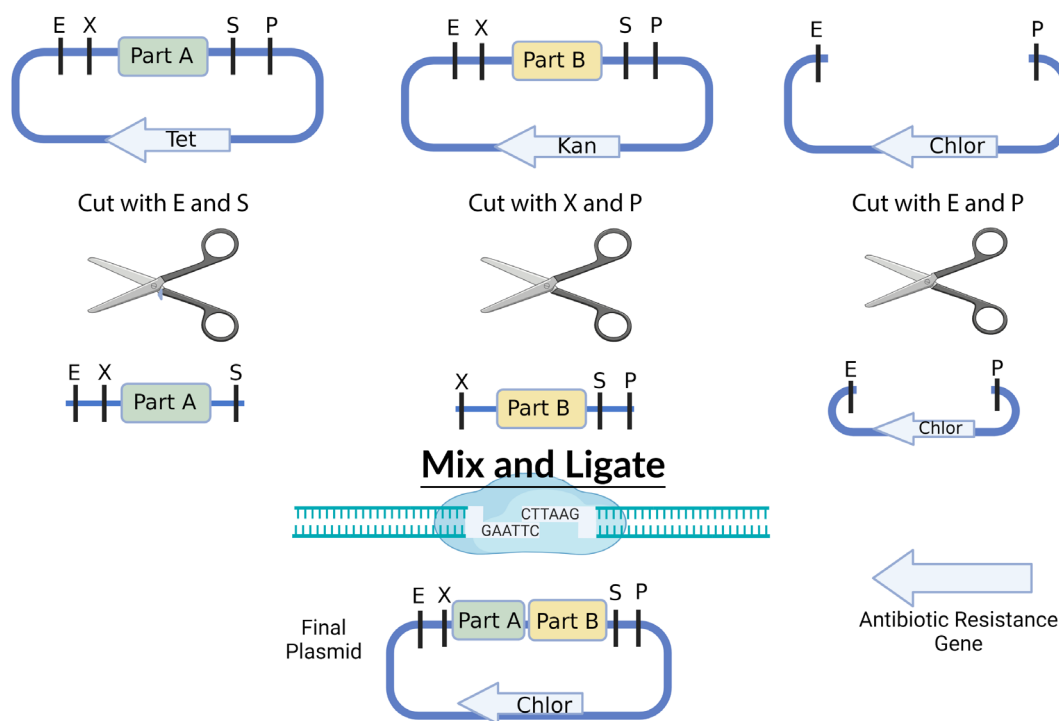 E X Part A S P
Tet
E X Part B S P
Kan
E P
Chlor
Cut with E and S
Cut with X and P
Cut with E and P
E X Part A S
X Part B S P
E P
Chlor
Mix and Ligate
CTTAAG
GAATTC
E X Part A Part B S P
Chlor
Final
Plasmid
Antibiotic Resistance
Gene